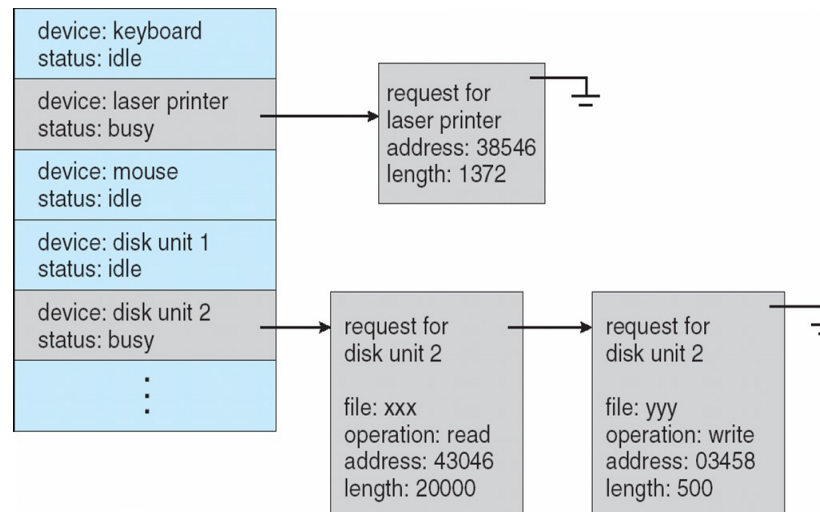 device: keyboard
status: idle
device: laser printer
status: busy
device: mouse
status: idle
device: disk unit 1
status: idle
device: disk unit 2
status: busy
request for
laser printer
address: 38546
length: 1372
request for
disk unit 2
file: xxx
operation: read
address: 43046
length: 20000
request for
disk unit 2
file: yyy
operation: write
address: 03458
length: 500